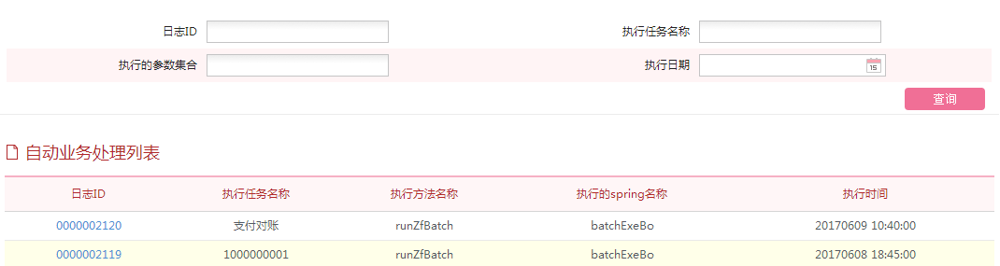 日志ID 执行任务名称
执行的参数集合 执行日期 15
查询
自动业务处理列表
日志ID 执行任务名称 执行方法名称 执行的spring名称 执行时间
0000002120 支付对账 runZfBatch batchExeBo 20170609 10:40:00
0000002119 1000000001 runZfBatch batchExeBo 20170608 18:45:00